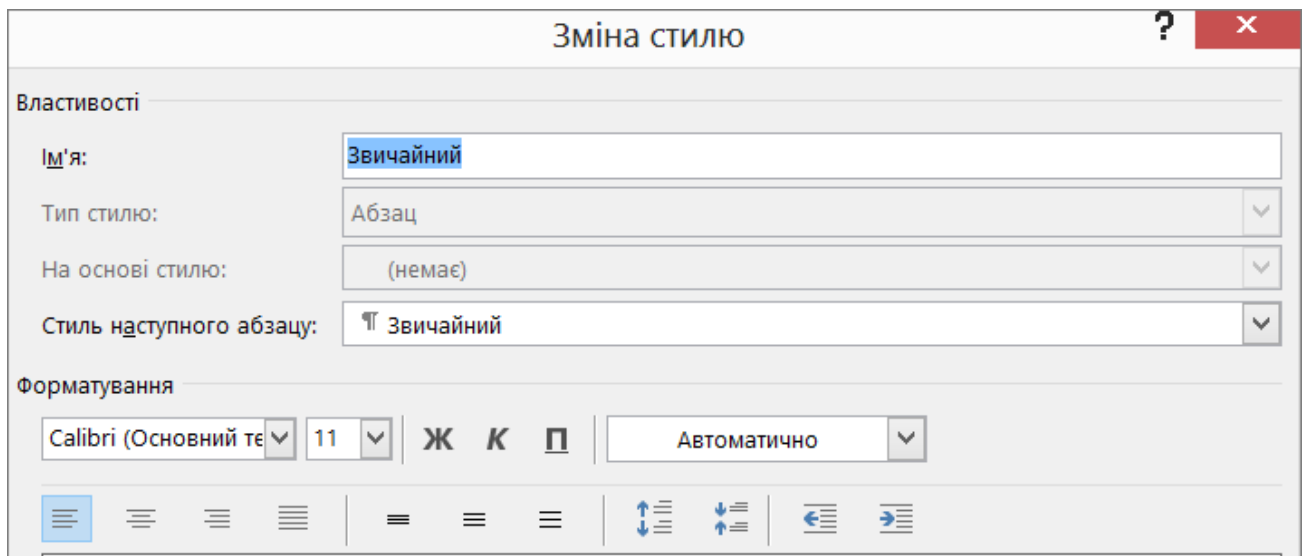 Зміна стилю ?
Властивості
Ім'я: Звичайний
Тип стилю: Абзац
На основі стилю: (немає)
Стиль наступного абзацу: ¶ Звичайний
Форматування
Calibri (Основний те 11 Ж К П Автоматично